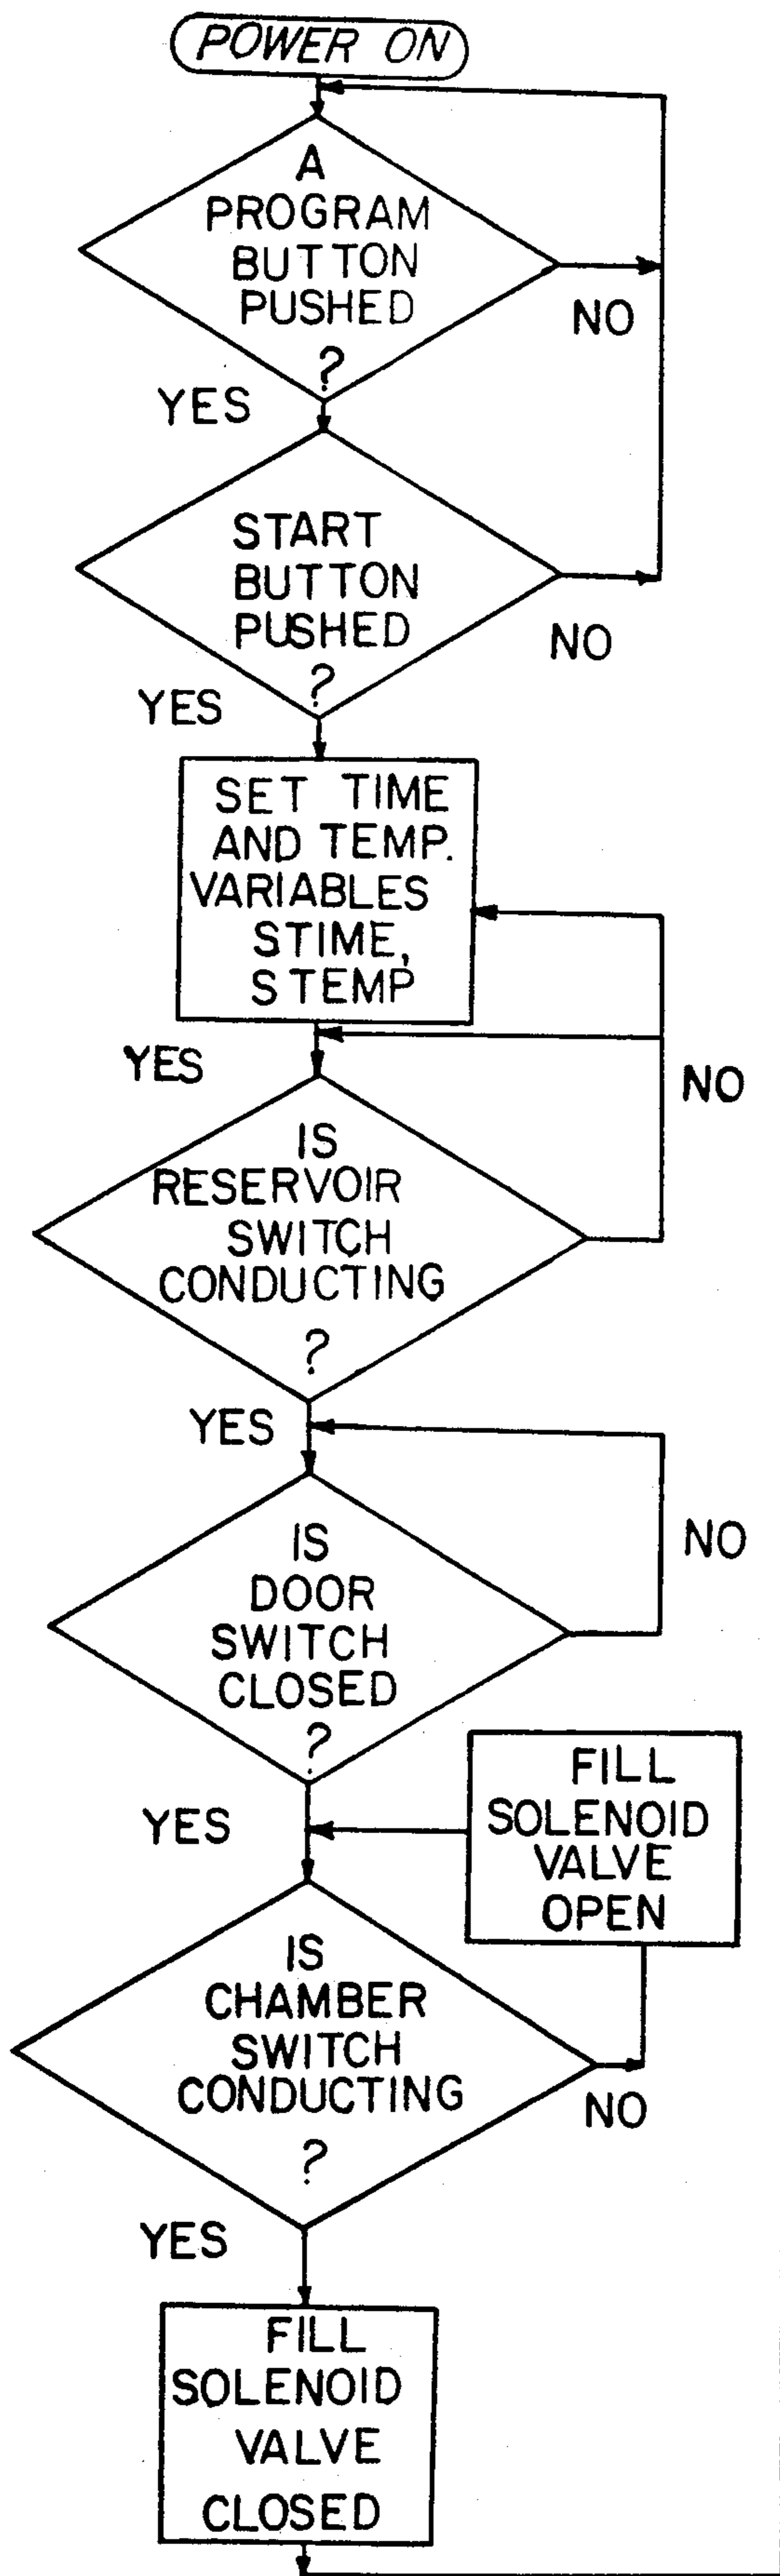 POWER ON
A
PROGRAM
BUTTON
PUSHED
?
NO
YES
START
BUTTON
PUSHED
?
NO
YES
SET TIME
AND TEMP.
VARIABLES
STIME,
STEMP
YES
NO
IS
RESERVOIR
SWITCH
CONDUCTING
?
YES
IS
DOOR
SWITCH
CLOSED
?
NO
YES
FILL
SOLENOID
VALVE
OPEN
IS
CHAMBER
SWITCH
CONDUCTING
?
NO
YES
FILL
SOLENOID
VALVE
CLOSED